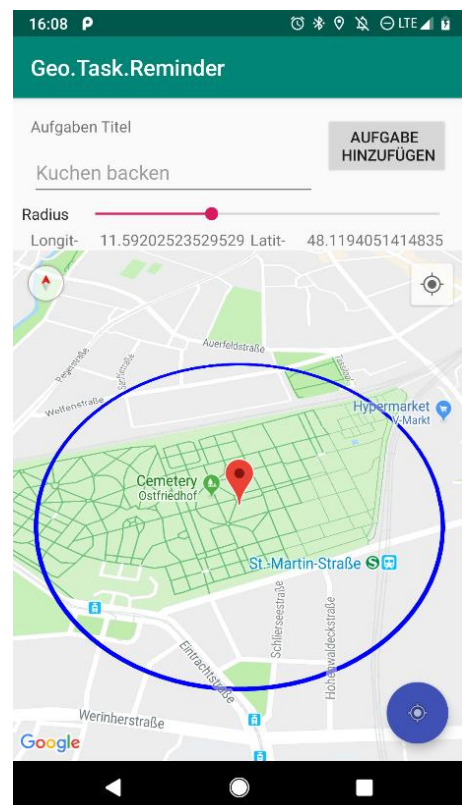 16:08
LTE
Geo.Task.Reminder
Aufgaben Titel
AUFGABE
HINZUFÜGEN
Kuchen backen
Radius
Longit-
11.59202523529529
Latit-
48.1194051414835
Auerfeldstraße
Regerstraße
Welfenstraße
Hypermarket
V-Markt
Cemetery
Ostfriedhof
St.-Martin-Straße
S
Schlierseestraße
Hohenwaldeckstraße
Eintrachtstraße
Werinherstraße
Google